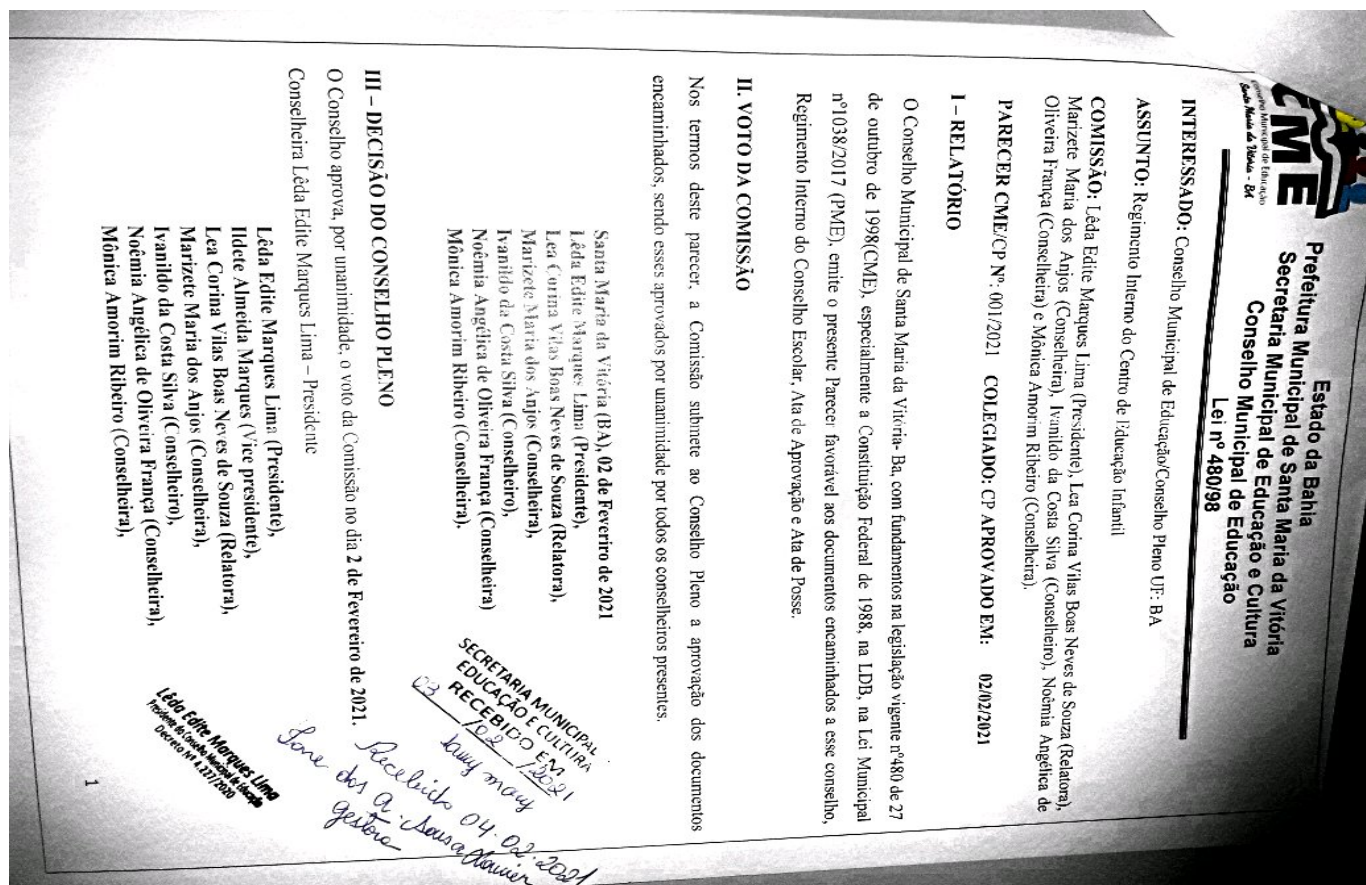 CME
Conselho Municipal de Educação
Santa Maria da Vitória - BA
Estado da Bahia
Prefeitura Municipal de Santa Maria da Vitória
Secretaria Municipal de Educação e Cultura
Conselho Municipal de Educação
Lei nº 480/98
INTERESSADO: Conselho Municipal de Educação/Conselho Pleno UF: BA
ASSUNTO: Regimento Interno do Centro de Educação Infantil
COMISSÃO: Lêda Edite Marques Lima (Presidente), Lea Corina Vilas Boas Neves de Souza (Relatora),
Marizete Maria dos Anjos (Conselheira), Ivanildo da Costa Silva (Conselheiro), Noêmia Angélica de
Oliveira França (Conselheira) e Mônica Amorim Ribeiro (Conselheira).
PARECER CME/CP Nº: 001/2021 COLEGIADO: CP APROVADO EM: 02/02/2021
I – RELATÓRIO
O Conselho Municipal de Santa Maria da Vitória- Ba, com fundamentos na legislação vigente nº480 de 27
de outubro de 1998(CME), especialmente a Constituição Federal de 1988, na LDB, na Lei Municipal
nº1038/2017 (PME), emite o presente Parecer favorável aos documentos encaminhados a esse conselho,
Regimento Interno do Conselho Escolar, Ata de Aprovação e Ata de Posse.
II. VOTO DA COMISSÃO
Nos termos deste parecer, a Comissão submete ao Conselho Pleno a aprovação dos documentos
encaminhados, sendo esses aprovados por unanimidade por todos os conselheiros presentes.
Santa Maria da Vitória (BA), 02 de Feveriro de 2021
Lêda Edite Marques Lima (Presidente),
Lea Corina Vilas Boas Neves de Souza (Relatora),
Marizete Maria dos Anjos (Conselheira),
Ivanildo da Costa Silva (Conselheiro),
Noêmia Angélica de Oliveira França (Conselheira)
Mônica Amorim Ribeiro (Conselheira).
III – DECISÃO DO CONSELHO PLENO
O Conselho aprova, por unanimidade, o voto da Comissão no dia 2 de Fevereiro de 2021.
Conselheira Lêda Edite Marques Lima – Presidente
Lêda Edite Marques Lima (Presidente),
Ildete Almeida Marques (Vice presidente),
Lea Corina Vilas Boas Neves de Souza (Relatora),
Marizete Maria dos Anjos (Conselheira),
Ivanildo da Costa Silva (Conselheiro),
Noêmia Angélica de Oliveira França (Conselheira),
Mônica Amorim Ribeiro (Conselheira),
SECRETARIA MUNICIPAL
EDUCAÇÃO E CULTURA
RECEBIDO EM
03/02/2021
Recebido 04.02.2021
dos A. Sousa
gestora
Lêda Edite Marques Lima
Presidente do Conselho Municipal de Educação
Decreto Nº 4.227/2020
1